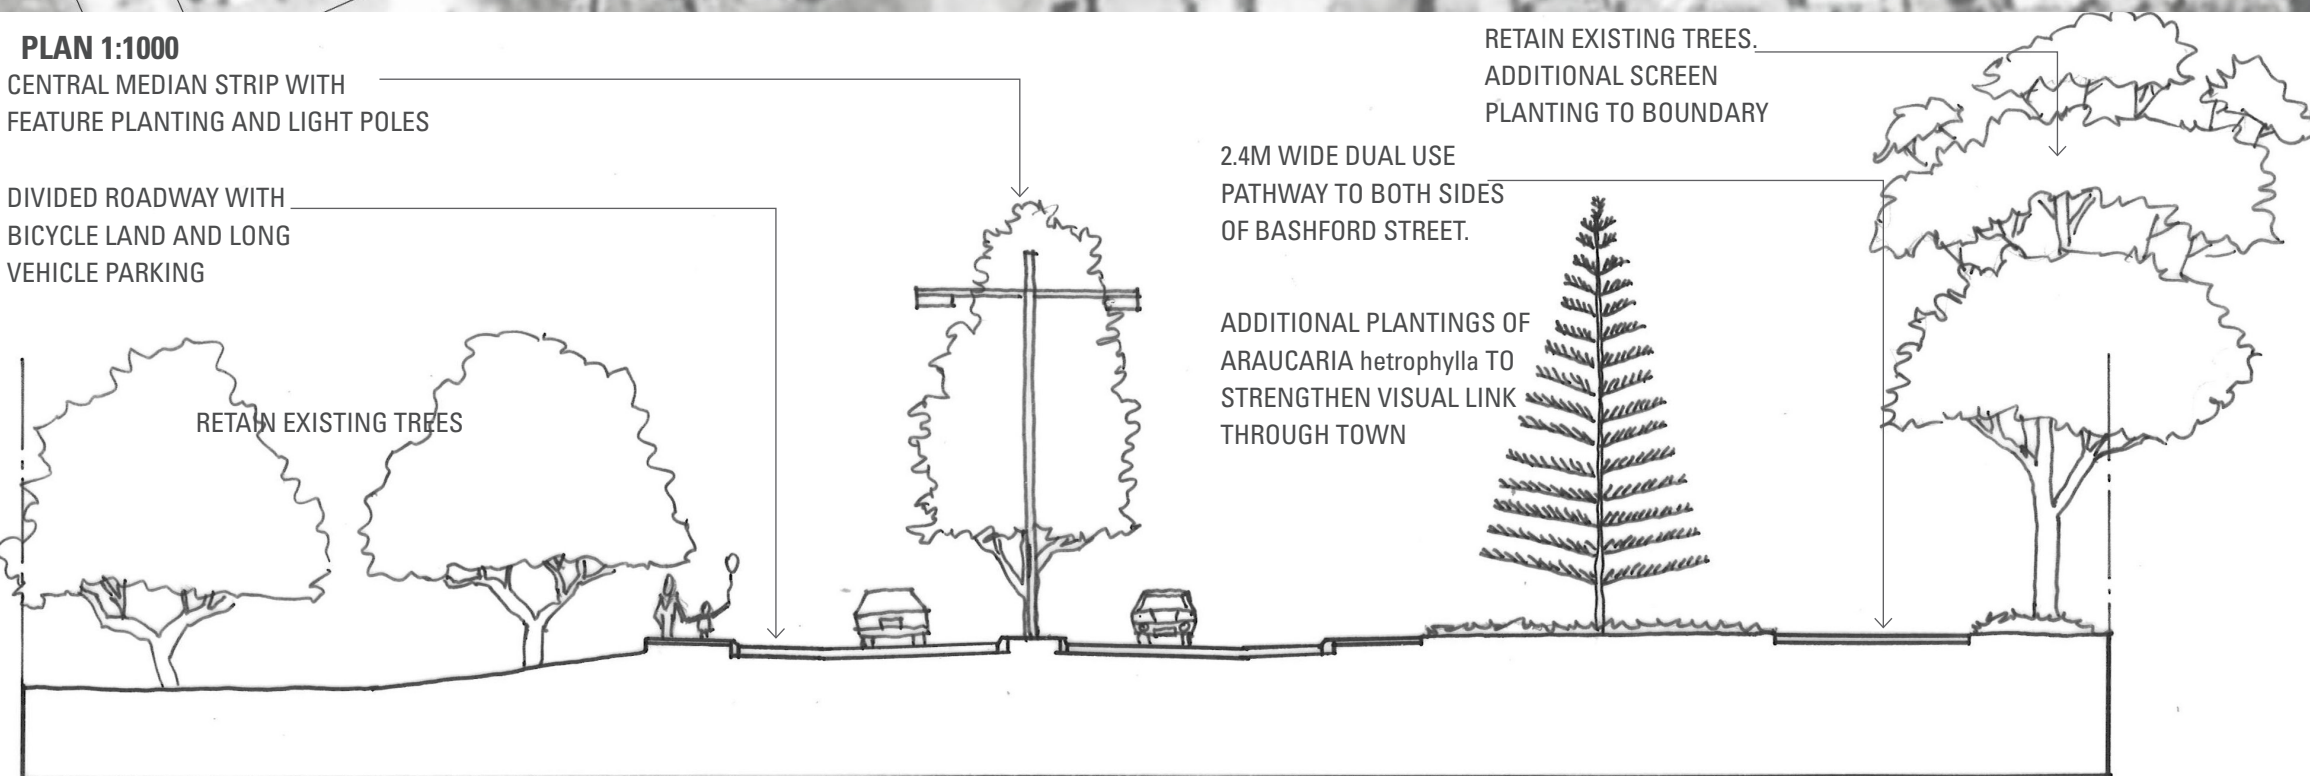 PLAN 1:1000
CENTRAL MEDIAN STRIP WITH
FEATURE PLANTING AND LIGHT POLES
DIVIDED ROADWAY WITH
BICYCLE LAND AND LONG
VEHICLE PARKING
RETAIN EXISTING TREES
RETAIN EXISTING TREES.
ADDITIONAL SCREEN
PLANTING TO BOUNDARY
2.4M WIDE DUAL USE
PATHWAY TO BOTH SIDES
OF BASHFORD STREET.
ADDITIONAL PLANTINGS OF
ARAUCARIA hetrophylla TO
STRENGTHEN VISUAL LINK
THROUGH TOWN